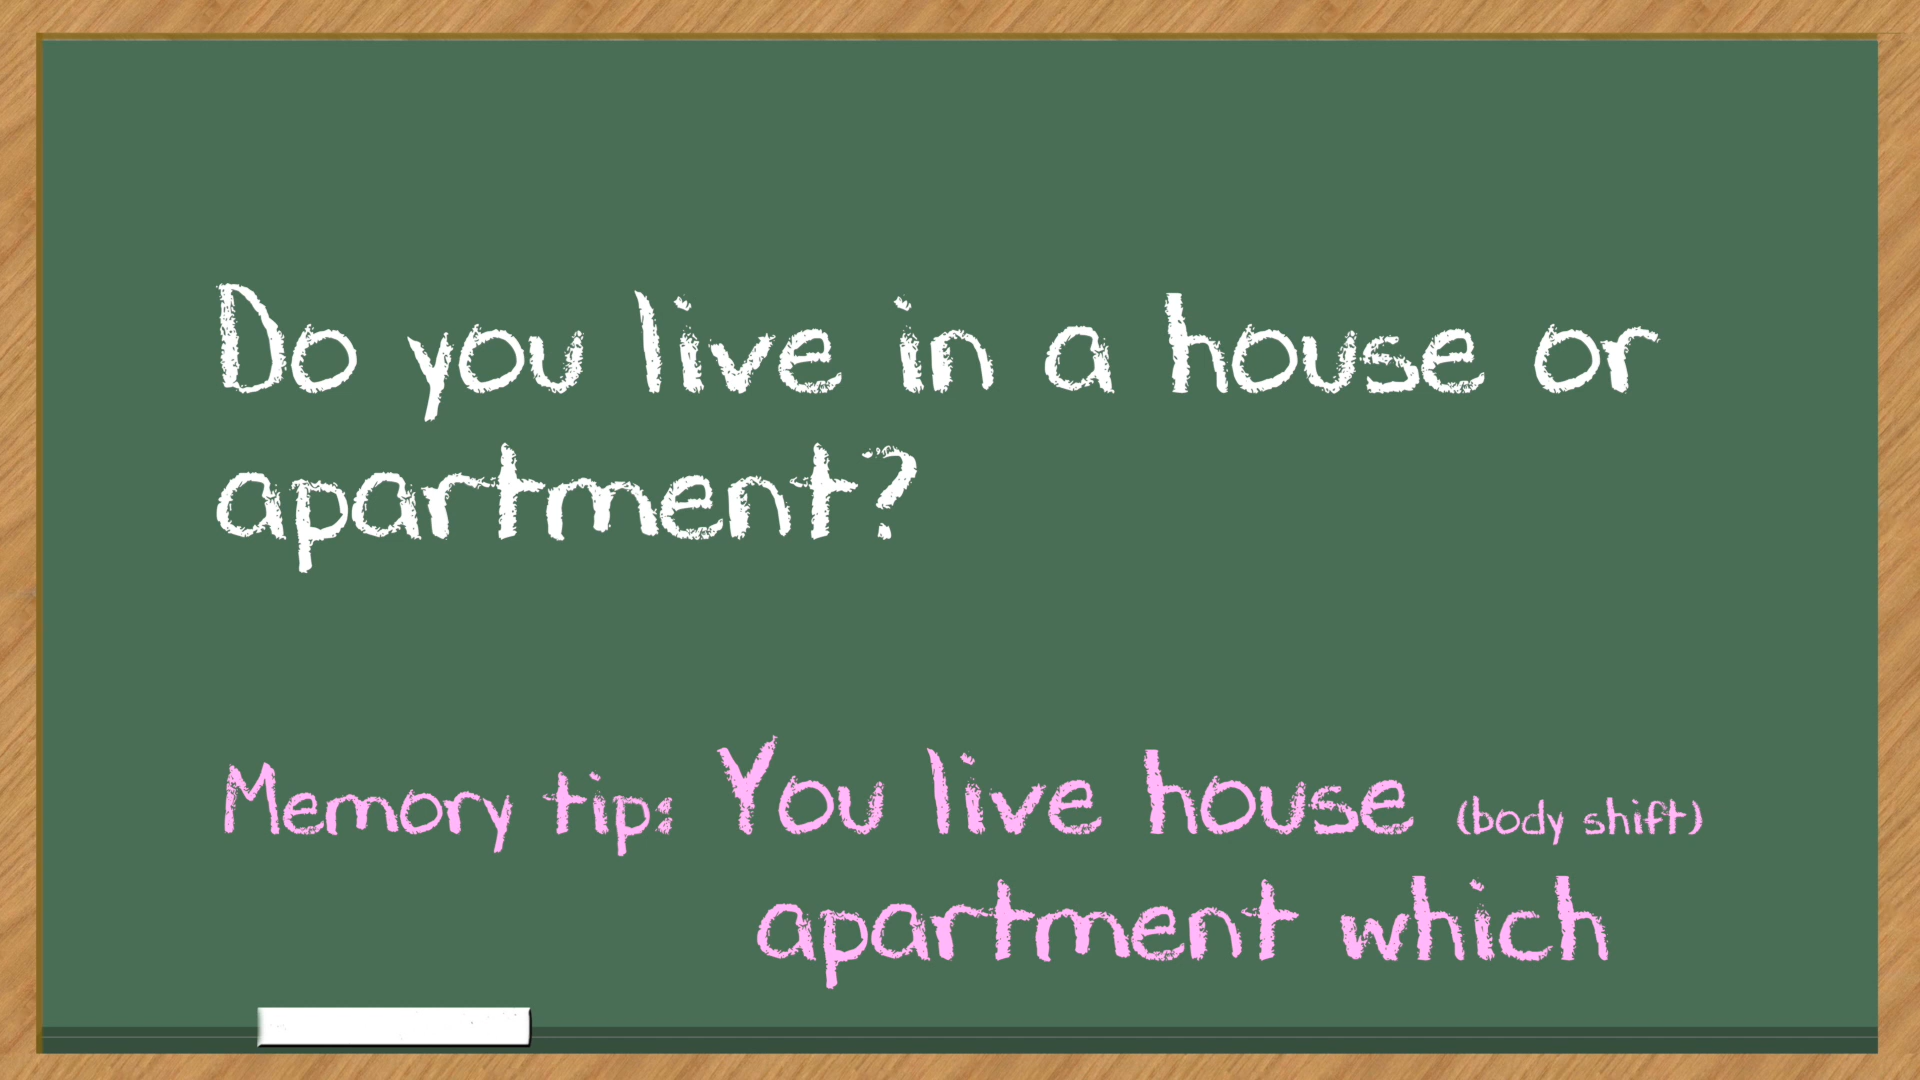 Do you live in a house or
apartment?
Memory tip: You live house (body shift)
apartment which